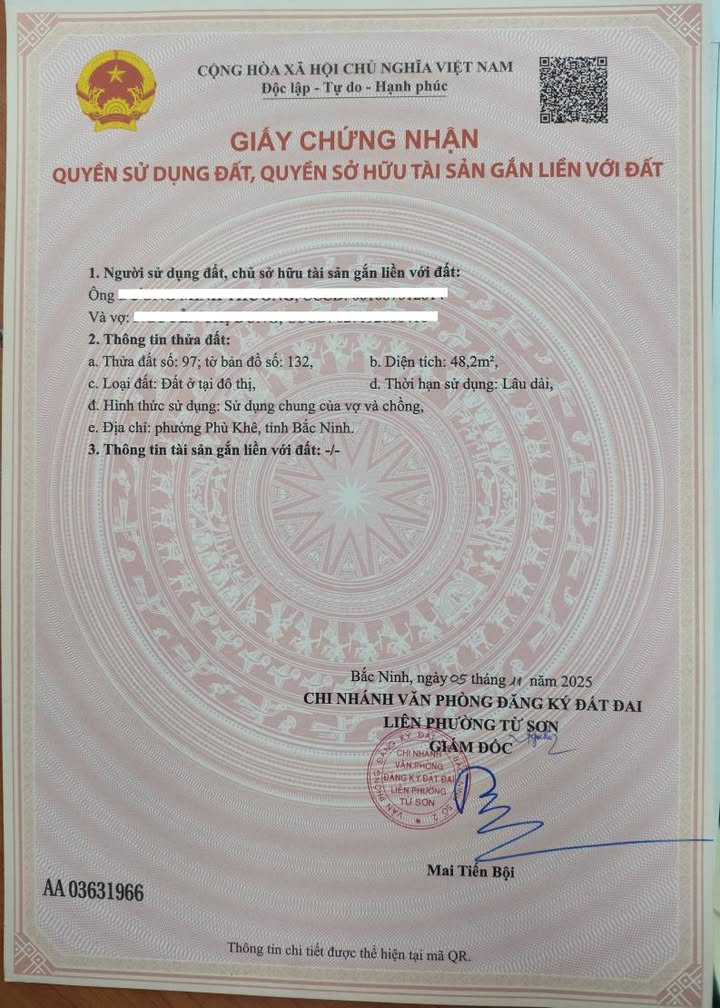 CỘNG HÒA XÃ HỘI CHỦ NGHĨA VIỆT NAM
Độc lập - Tự do - Hạnh phúc
GIẤY CHỨNG NHẬN
QUYỀN SỬ DỤNG ĐẤT, QUYỀN SỞ HỮU TÀI SẢN GẮN LIỀN VỚI ĐẤT
1. Người sử dụng đất, chủ sở hữu tài sản gắn liền với đất:
Ông
Và vợ:
2. Thông tin thửa đất:
a. Thửa đất số: 97; tờ bản đồ số: 132, b. Diện tích: 48,2m²,
c. Loại đất: Đất ở tại đô thị, d. Thời hạn sử dụng: Lâu dài,
đ. Hình thức sử dụng: Sử dụng chung của vợ và chồng,
e. Địa chỉ: phường Phù Khê, tỉnh Bắc Ninh.
3. Thông tin tài sản gắn liền với đất: -/-
Bắc Ninh, ngày 05 tháng 11 năm 2025
CHI NHÁNH VĂN PHÒNG ĐĂNG KÝ ĐẤT ĐAI
LIÊN PHƯỜNG TỪ SƠN
GIÁM ĐỐC
CHI NHÁNH
VĂN PHÒNG
ĐĂNG KÝ ĐẤT ĐAI
LIÊN PHƯỜNG
TỪ SƠN
Mai Tiến Bội
AA 03631966
Thông tin chi tiết được thể hiện tại mã QR.